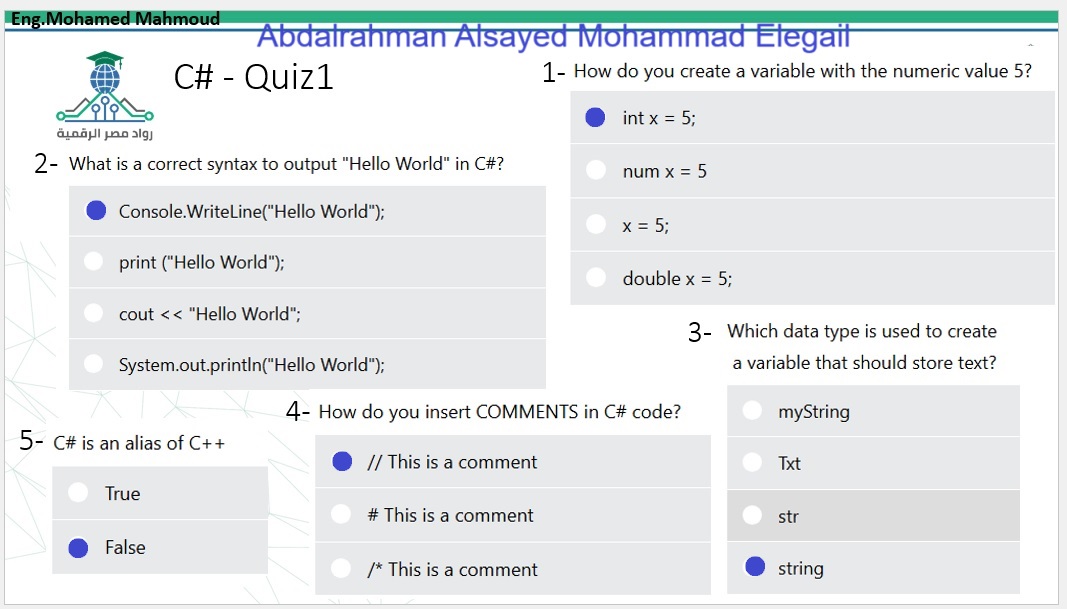 Eng.Mohamed Mahmoud
Abdalrahman Alsayed Mohammad Elegail
رواد مصر الرقمية
C# - Quiz1
1- How do you create a variable with the numeric value 5?
int x = 5;
num x = 5
x = 5;
double x = 5;
2- What is a correct syntax to output "Hello World" in C#?
Console.WriteLine("Hello World");
print ("Hello World");
cout << "Hello World";
System.out.println("Hello World");
3- Which data type is used to create
a variable that should store text?
myString
Txt
str
string
4- How do you insert COMMENTS in C# code?
// This is a comment
# This is a comment
/* This is a comment
5- C# is an alias of C++
True
False